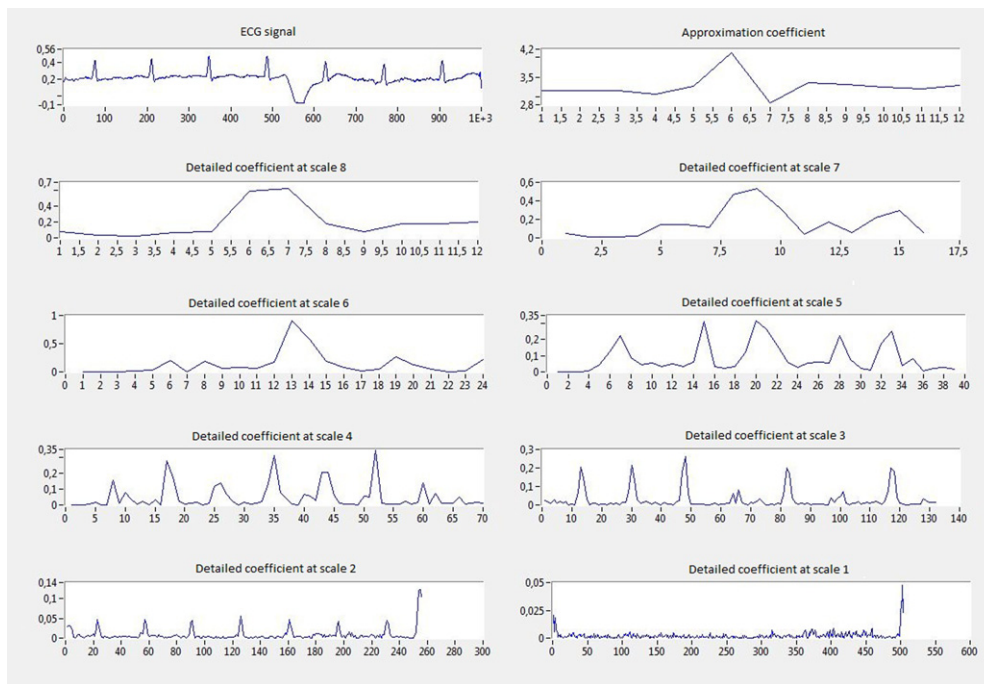 ECG signal
0,56
0,4
0,2
-0,1
0 100 200 300 400 500 600 700 800 900 1E+3
Approximation coefficient
4,2
3,5
2,8
1 1,5 2 2,5 3 3,5 4 4,5 5 5,5 6 6,5 7 7,5 8 8,5 9 9,5 10 10,5 11 11,5 12
Detailed coefficient at scale 8
0,7
0,4
0,2
0
1 1,5 2 2,5 3 3,5 4 4,5 5 5,5 6 6,5 7 7,5 8 8,5 9 9,5 10 10,5 11 11,5 12
Detailed coefficient at scale 7
0,6
0,4
0,2
0
0 2,5 5 7,5 10 12,5 15 17,5
Detailed coefficient at scale 6
1
0,5
0
0 1 2 3 4 5 6 7 8 9 10 11 12 13 14 15 16 17 18 19 20 21 22 23 24
Detailed coefficient at scale 5
0,35
0,2
0,1
0
0 2 4 6 8 10 12 14 16 18 20 22 24 26 28 30 32 34 36 38 40
Detailed coefficient at scale 4
0,35
0,2
0,1
0
0 5 10 15 20 25 30 35 40 45 50 55 60 65 70
Detailed coefficient at scale 3
0,3
0,2
0,1
0
0 10 20 30 40 50 60 70 80 90 100 110 120 130 140
Detailed coefficient at scale 2
0,14
0,1
0,05
0
0 20 40 60 80 100 120 140 160 180 200 220 240 260 280 300
Detailed coefficient at scale 1
0,05
0,025
0
0 50 100 150 200 250 300 350 400 450 500 550 600